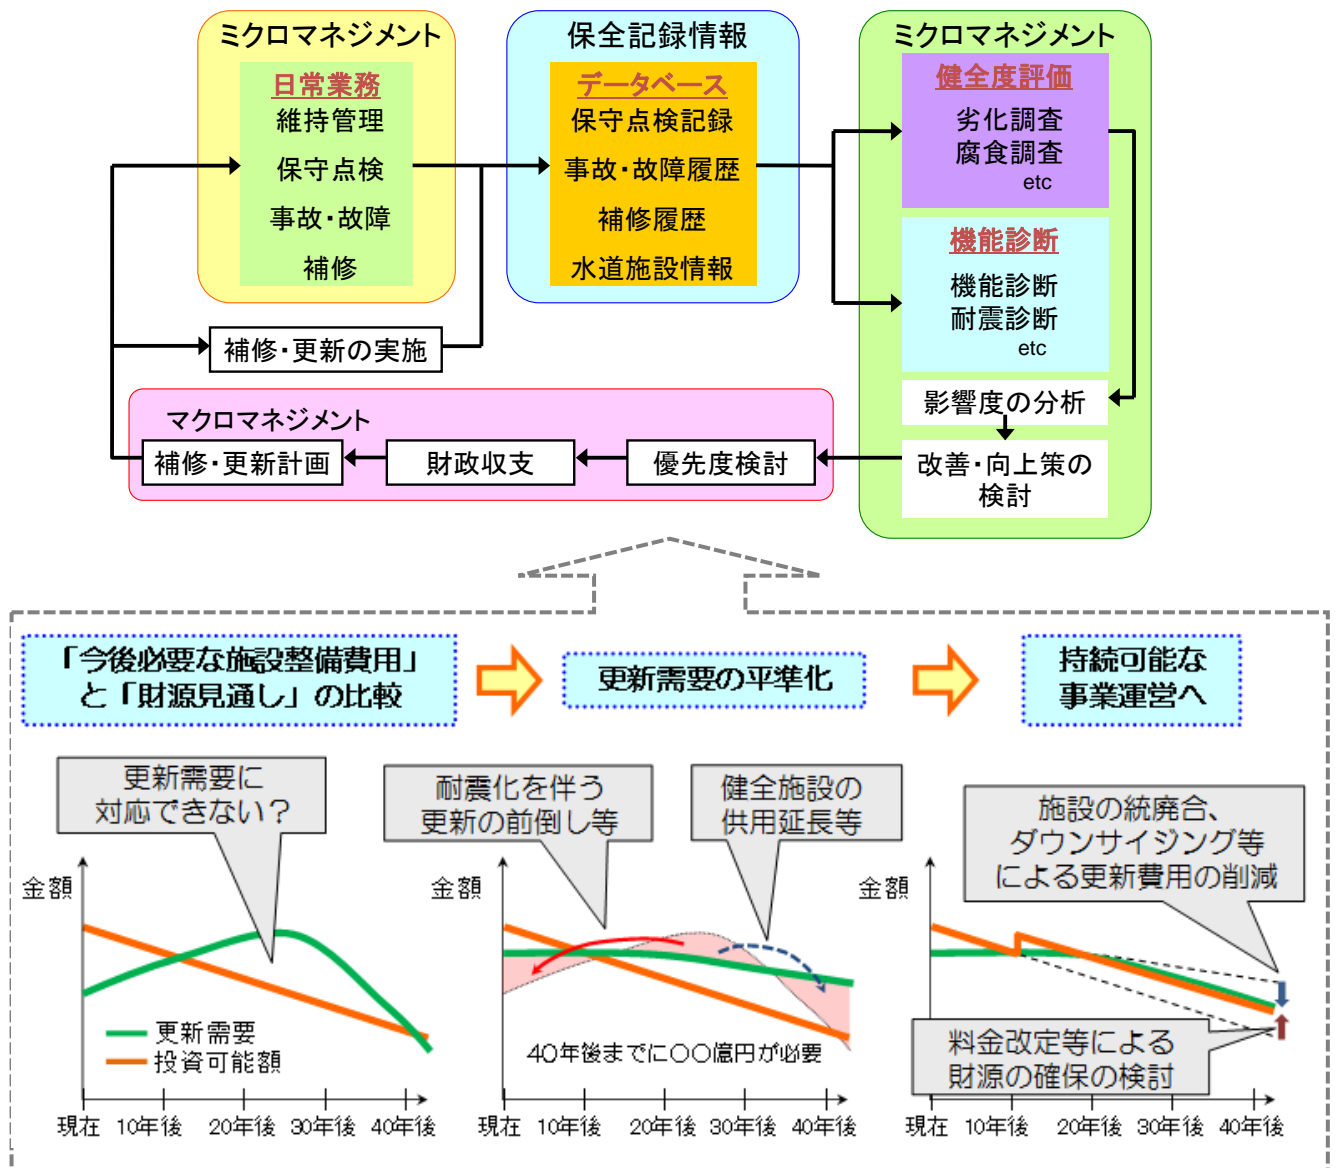 ミクロマネジメント
日常業務
維持管理
保守点検
事故・故障
補修
保全記録情報
データベース
保守点検記録
事故・故障履歴
補修履歴
水道施設情報
ミクロマネジメント
健全度評価
劣化調査
腐食調査
etc
機能診断
機能診断
耐震診断
etc
影響度の分析
改善・向上策の
検討
補修・更新の実施
マクロマネジメント
補修・更新計画
財政収支
優先度検討
「今後必要な施設整備費用」
と「財源見通し」の比較
更新需要の平準化
持続可能な
事業運営へ
更新需要に
対応できない？
金額
更新需要
投資可能額
現在 10年後 20年後 30年後 40年後
耐震化を伴う
更新の前倒し等
健全施設の
供用延長等
金額
40年後までに〇〇億円が必要
現在 10年後 20年後 30年後 40年後
施設の統廃合、
ダウンサイジング等
による更新費用の削減
金額
料金改定等による
財源の確保の検討
現在 10年後 20年後 30年後 40年後